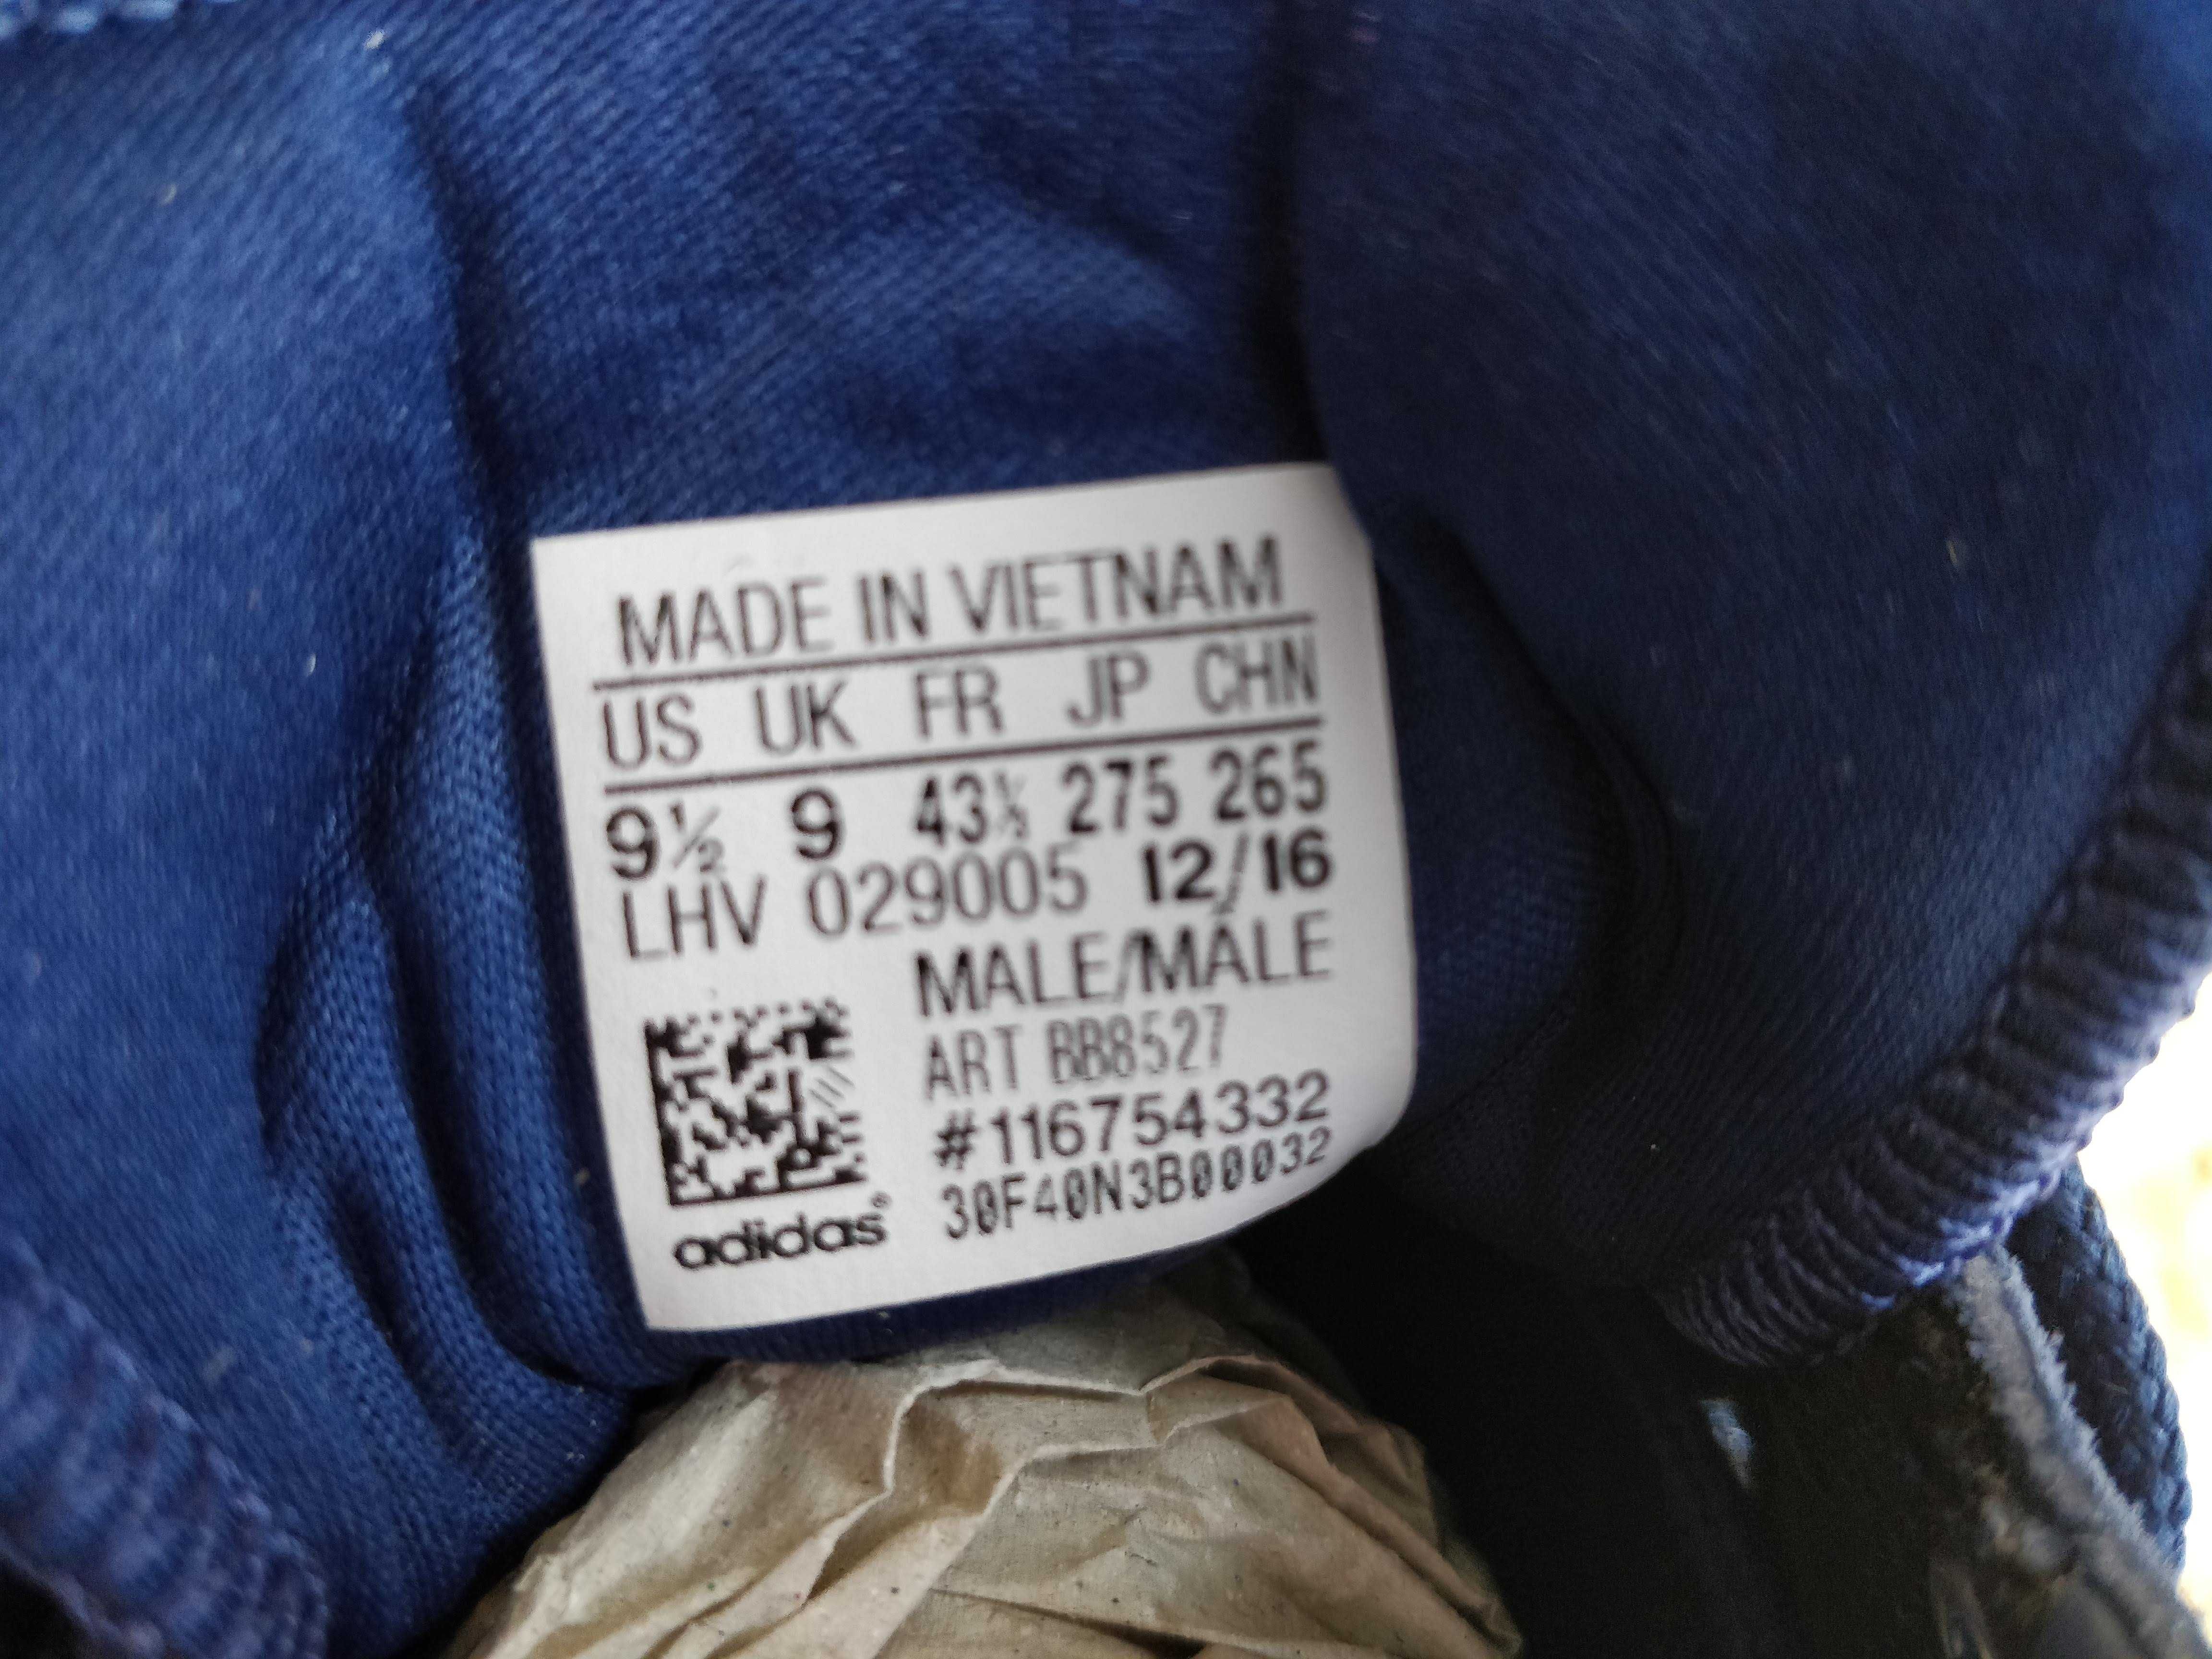 MADE IN VIETNAM
US UK FR JP CHN
9½ 9 43⅓ 275 265
LHV 029005 12/16
MALE/MÂLE
ART BB8527
#116754332
30F40N3B00032
adidas®